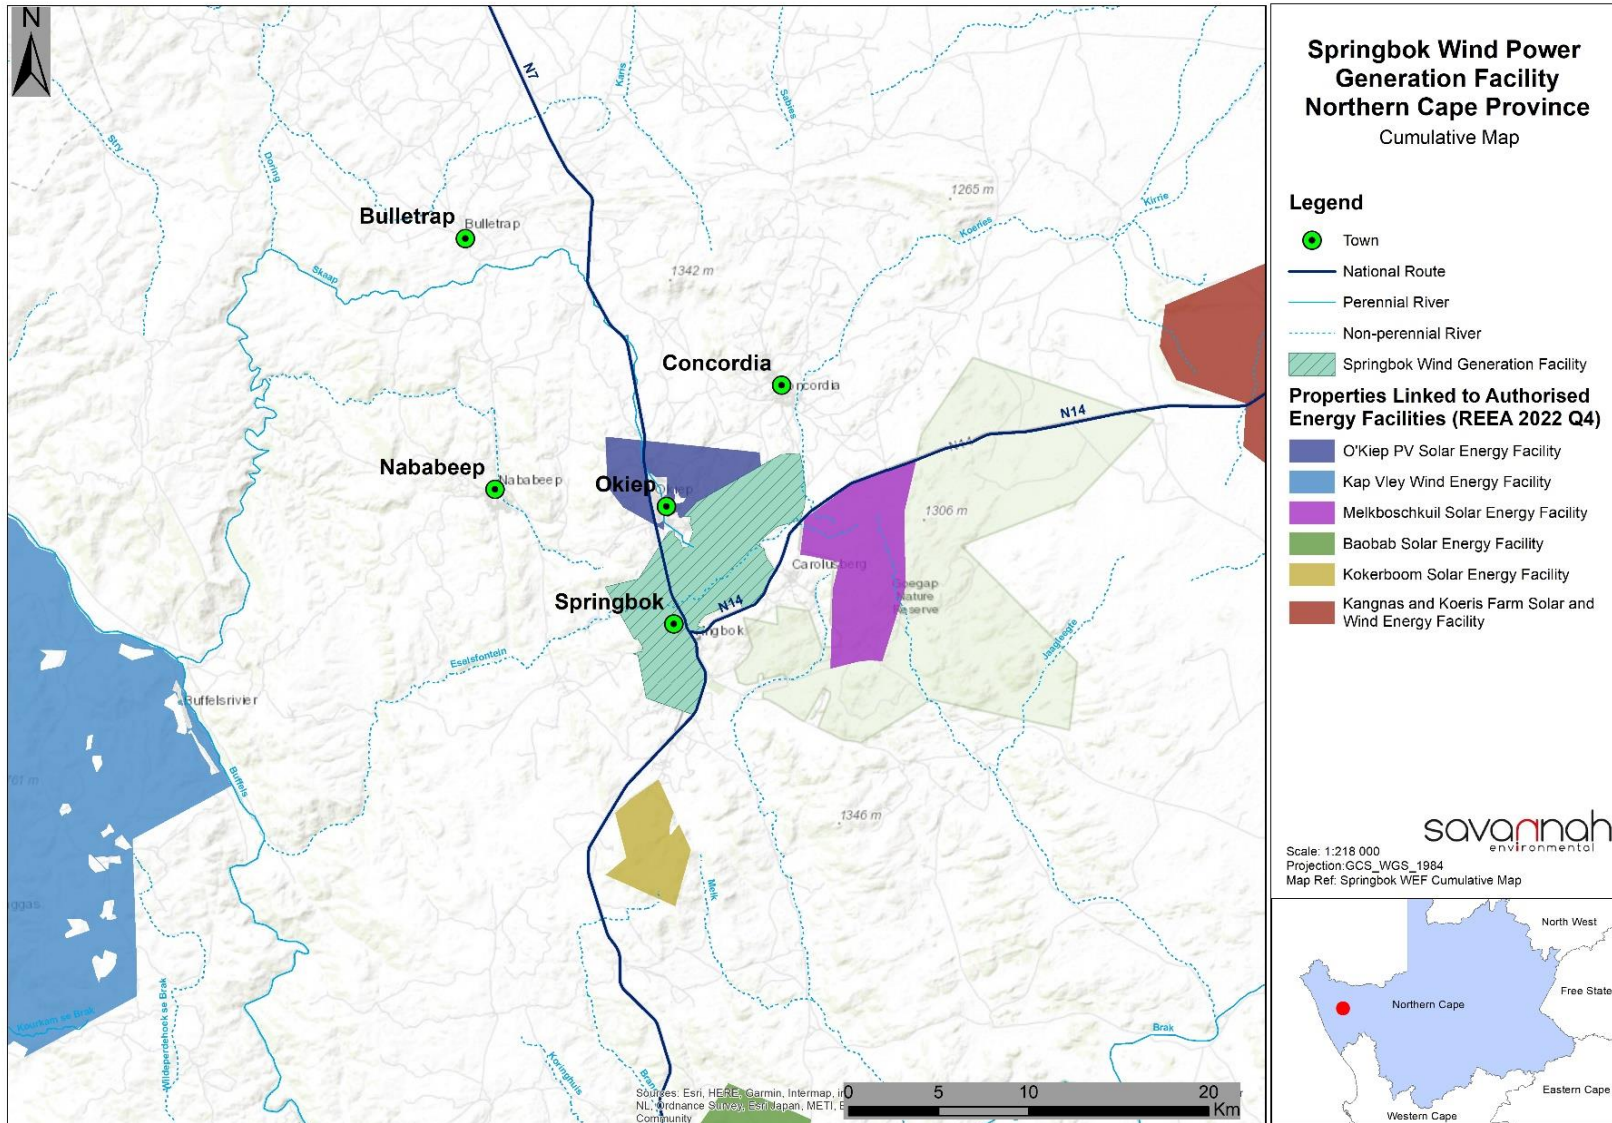 N
N7
Karis
Sabies
Stry
Doring
1265 m
Kirrie
Bulletrap
Bulletrap
Koeries
Skaap
1342 m
Concordia
N14
Nababeep
Nababeep
Okiep
1306 m
Carolusberg
Goegap
Nature
Reserve
Springbok
N14
Eselsfontein
Jaagleegte
Buffelsrivier
Buffels
1346 m
Melk
Wildeperdehoek se Brak
Koringhuis
Brak
Sources: Esri, HERE, Garmin, Intermap,
NL, Ordnance Survey, Esri Japan, METI,
Community
0 5 10 20
Km
Springbok Wind Power
Generation Facility
Northern Cape Province
Cumulative Map
Legend
Town
National Route
Perennial River
Non-perennial River
Springbok Wind Generation Facility
Properties Linked to Authorised
Energy Facilities (REEA 2022 Q4)
O'Kiep PV Solar Energy Facility
Kap Vley Wind Energy Facility
Melkboschkuil Solar Energy Facility
Baobab Solar Energy Facility
Kokerboom Solar Energy Facility
Kangnas and Koeris Farm Solar and
Wind Energy Facility
savannah
environmental
Scale: 1:218 000
Projection:GCS_WGS_1984
Map Ref: Springbok WEF Cumulative Map
North West
Free State
Northern Cape
Eastern Cape
Western Cape